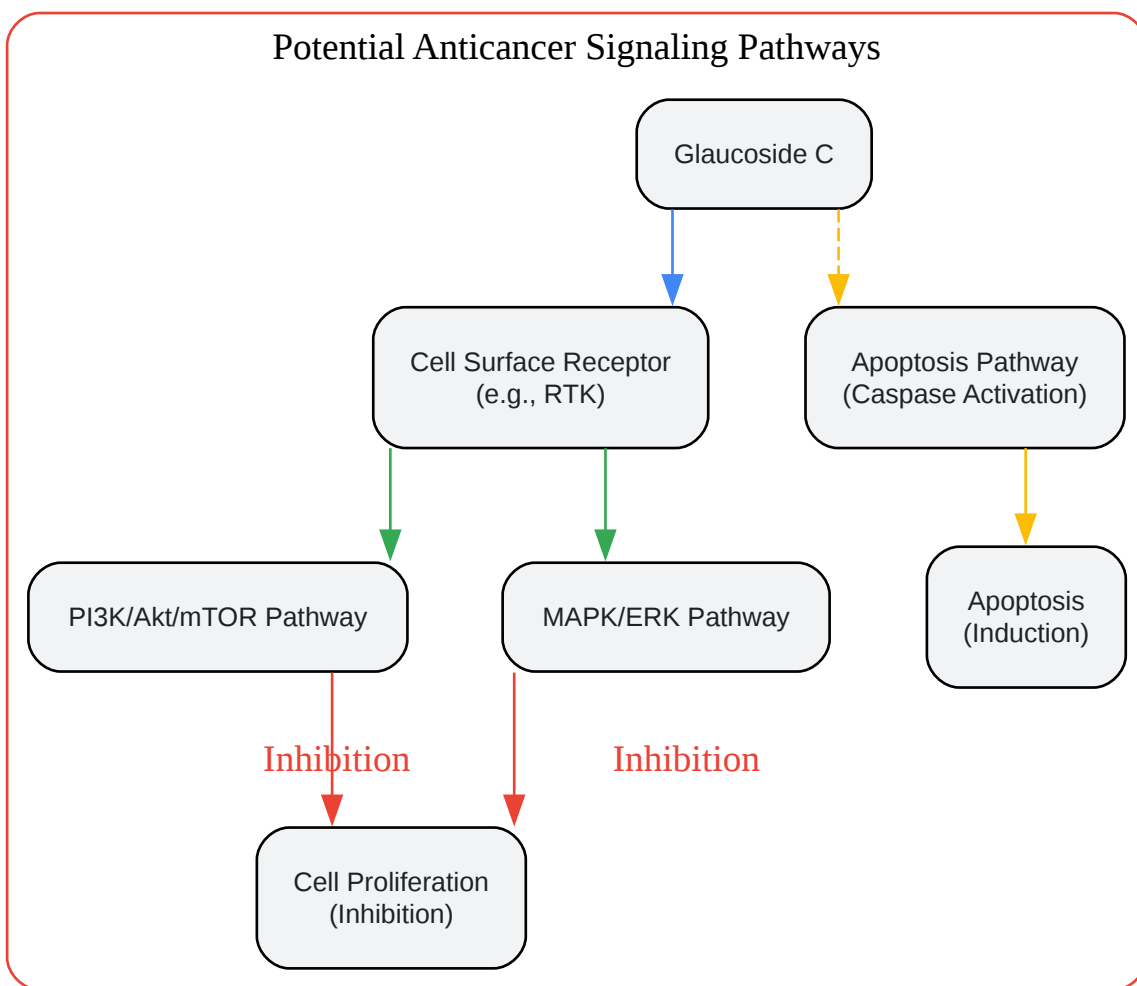 Potential Anticancer Signaling Pathways
Glaucoside C
Cell Surface Receptor
(e.g., RTK)
Apoptosis Pathway
(Caspase Activation)
PI3K/Akt/mTOR Pathway
MAPK/ERK Pathway
Apoptosis
(Induction)
Inhibition
Inhibition
Cell Proliferation
(Inhibition)